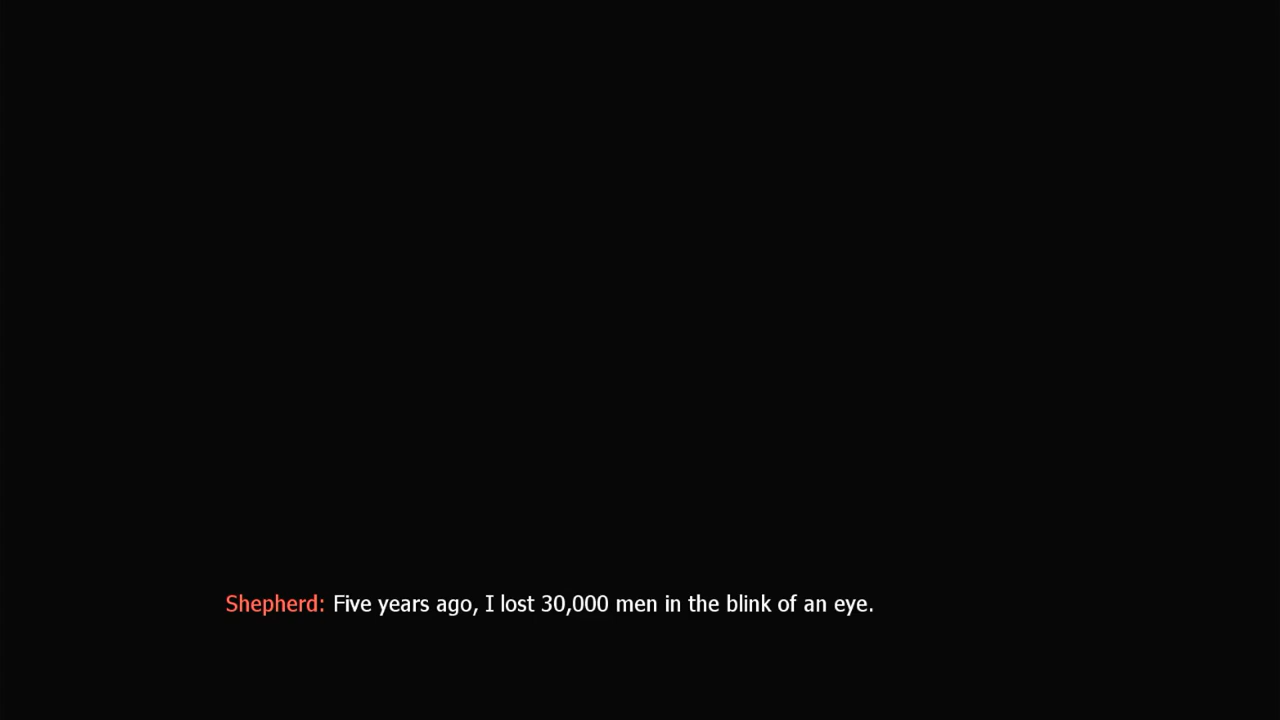 Shepherd: Five years ago, I lost 30,000 men in the blink of an eye.